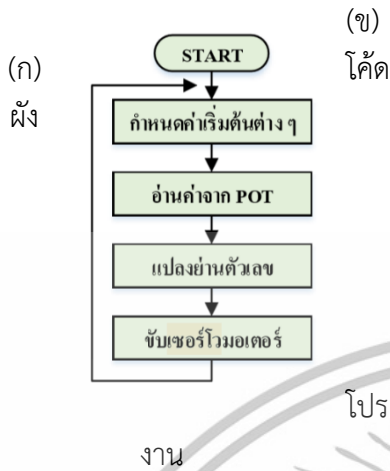 (ข)
โค้ด
(ก)
ผัง
START
กำหนดค่าเริ่มต้นต่าง ๆ
อ่านค่าจาก POT
แปลงย่านตัวเลข
ขับเซอร์โวมอเตอร์
โปร
งาน